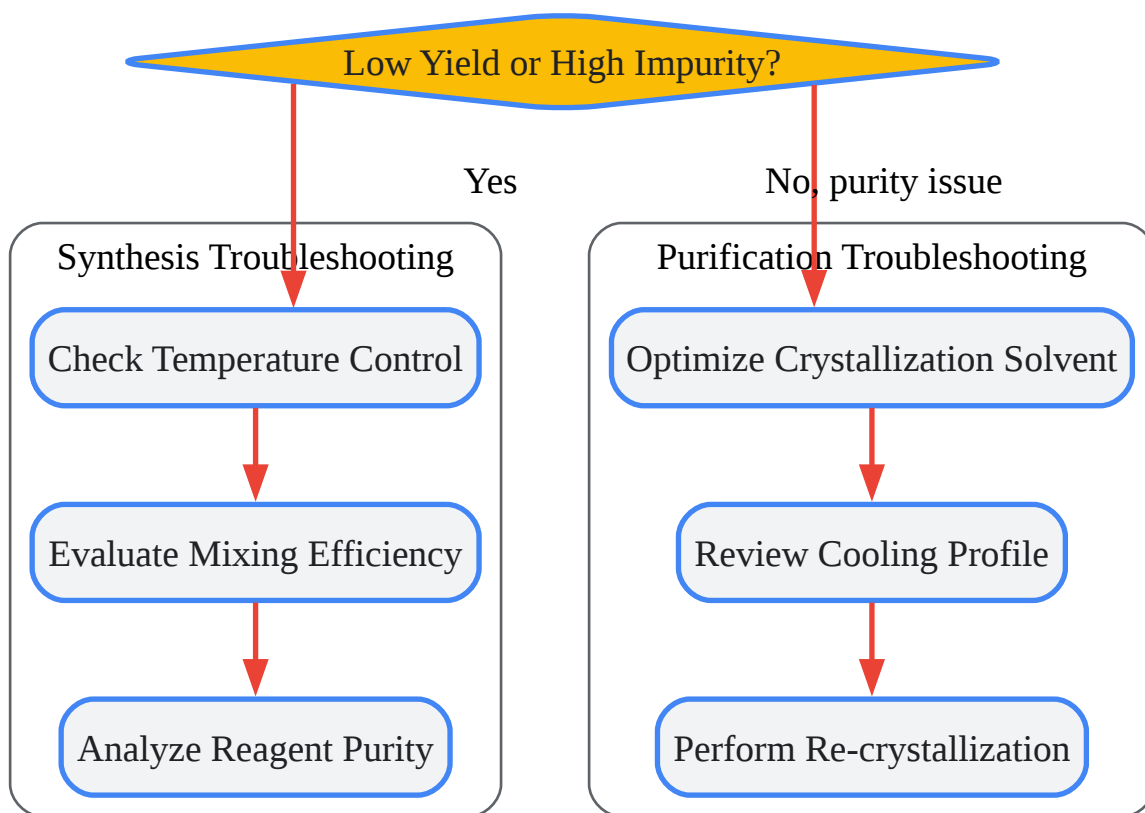 Low Yield or High Impurity?
Yes
No, purity issue
Synthesis Troubleshooting
Check Temperature Control
Evaluate Mixing Efficiency
Analyze Reagent Purity
Purification Troubleshooting
Optimize Crystallization Solvent
Review Cooling Profile
Perform Re-crystallization